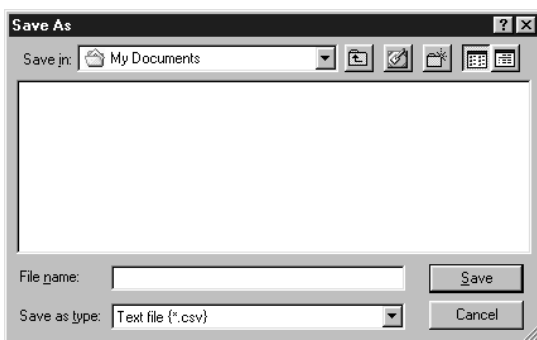 Save As
Save in: My Documents
File name:
Save
Save as type: Text file {*.csv}
Cancel